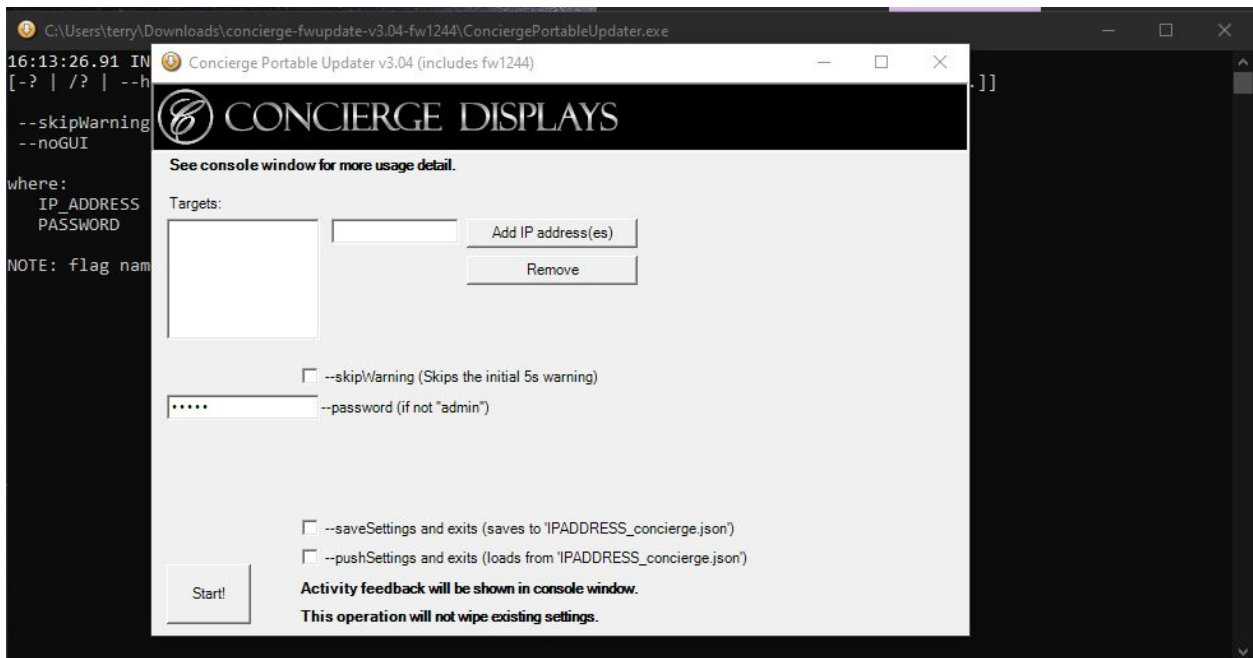 C:\Users\terry\Downloads\concierge-fwupdate-v3.04-fw1244\ConciergePortableUpdater.exe
16:13:26.91 IN
[-? | /? | --h
.]]
--skipWarning
--noGUI
where:
IP_ADDRESS
PASSWORD
NOTE: flag nam
Concierge Portable Updater v3.04 (includes fw1244)
CONCIERGE DISPLAYS
See console window for more usage detail.
Targets:
Add IP address(es)
Remove
--skipWarning (Skips the initial 5s warning)
•••••
--password (if not "admin")
--saveSettings and exits (saves to 'IPADDRESS_concierge.json')
--pushSettings and exits (loads from 'IPADDRESS_concierge.json')
Start!
Activity feedback will be shown in console window.
This operation will not wipe existing settings.